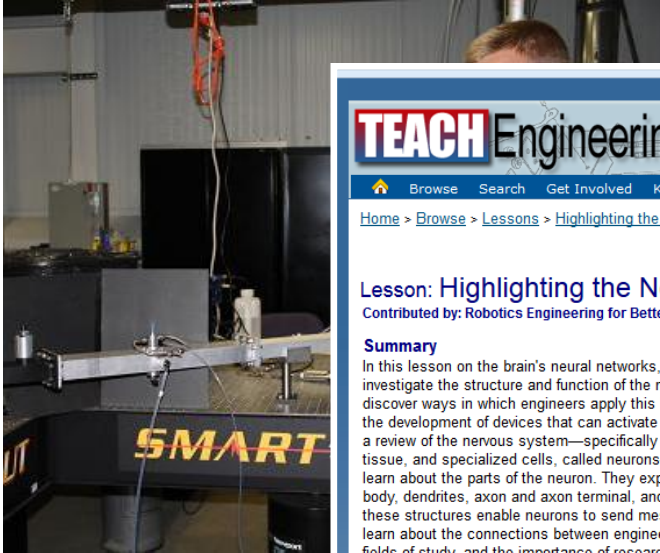 TEACH Engineerin
Browse Search Get Involved K
Home > Browse > Lessons > Highlighting the
Lesson: Highlighting the N
Contributed by: Robotics Engineering for Bette
Summary
In this lesson on the brain's neural networks,
investigate the structure and function of the
discover ways in which engineers apply this
the development of devices that can activate
a review of the nervous system—specifically
tissue, and specialized cells, called neurons
learn about the parts of the neuron. They exp
body, dendrites, axon and axon terminal, and
these structures enable neurons to send me
learn about the connections between engine
fields of study, and the importance of researc
SMART